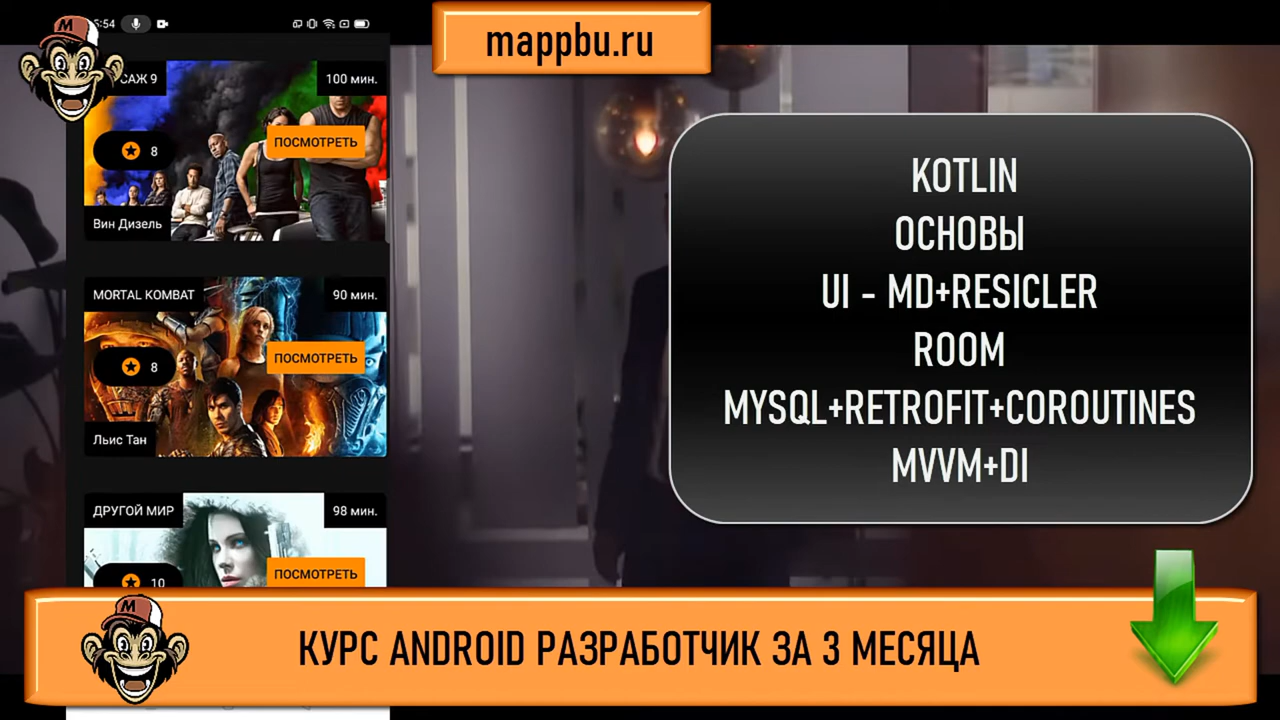 5:54
mappbu.ru
САЖ 9
100 мин.
ПОСМОТРЕТЬ
8
Вин Дизель
MORTAL KOMBAT
90 мин.
ПОСМОТРЕТЬ
8
Льис Тан
ДРУГОЙ МИР
98 мин.
ПОСМОТРЕТЬ
10
KOTLIN
ОСНОВЫ
UI - MD+RESICLER
ROOM
MYSQL+RETROFIT+COROUTINES
MVVM+DI
M
M
КУРС ANDROID РАЗРАБОТЧИК ЗА 3 МЕСЯЦА